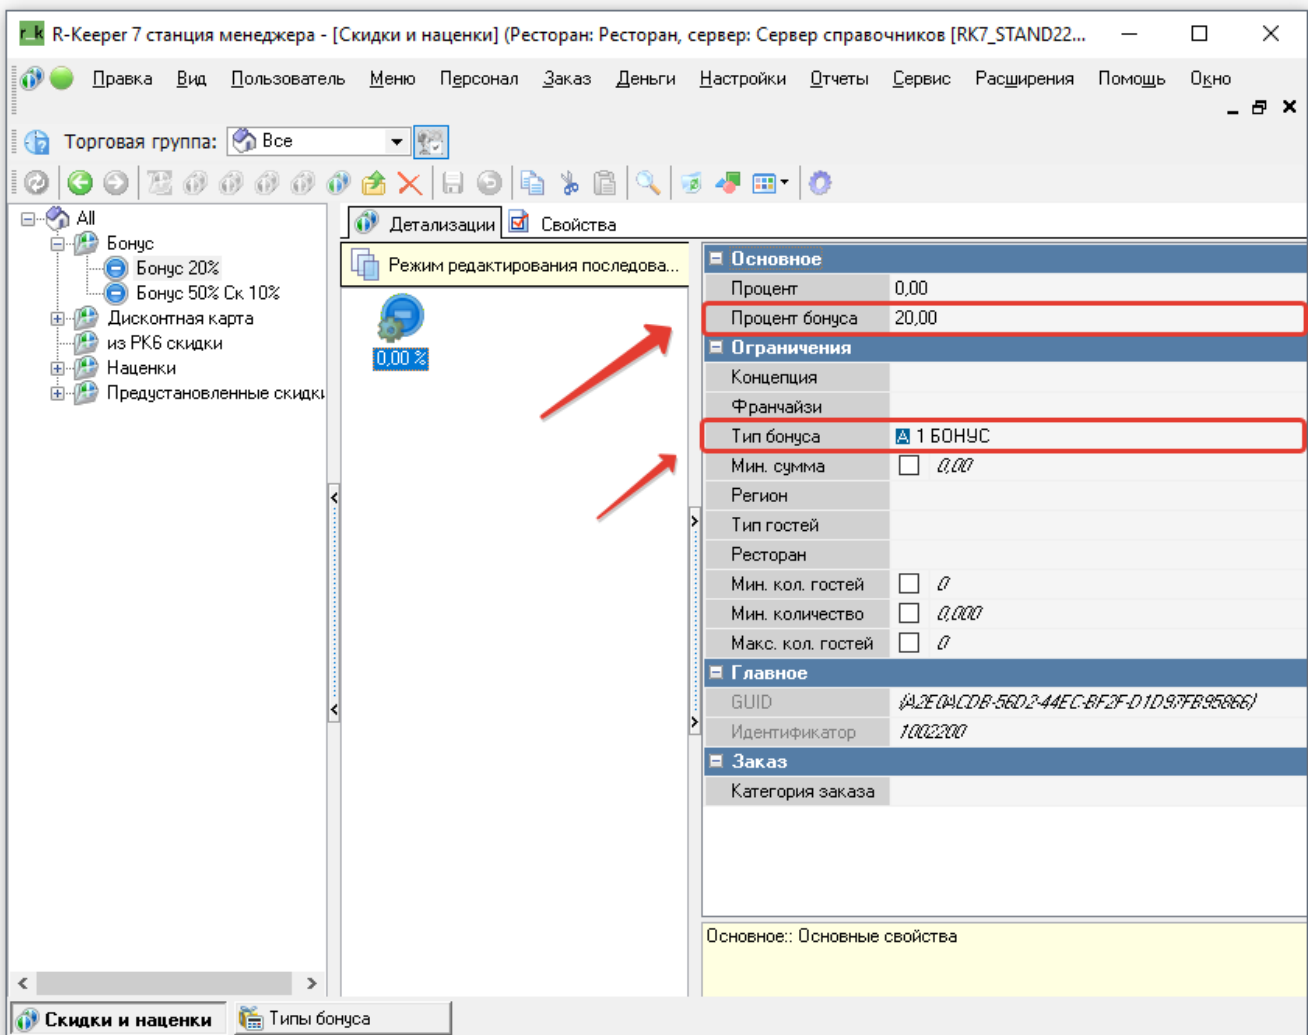 r_k R-Keeper 7 станция менеджера - [Скидки и наценки] (Ресторан: Ресторан, сервер: Сервер справочников [RK7_STAND22...
Правка Вид Пользователь Меню Персонал Заказ Деньги Настройки Отчеты Сервис Расширения Помощь Окно
Торговая группа: Все
All
Бонус
Бонус 20%
Бонус 50% Ск 10%
Дисконтная карта
из РК6 скидки
Наценки
Предустановленные скидки
Детализации Свойства
Режим редактирования последова...
0,00 %
Основное
Процент 0,00
Процент бонуса 20,00
Ограничения
Концепция
Франчайзи
Тип бонуса A 1 БОНУС
Мин. сумма 0,00
Регион
Тип гостей
Ресторан
Мин. кол. гостей 0
Мин. количество 0,000
Макс. кол. гостей 0
Главное
GUID {A2E0ACDB-56D2-44EC-BF2F-D1D97FB95866}
Идентификатор 1002200
Заказ
Категория заказа
Основное:: Основные свойства
Скидки и наценки Типы бонуса